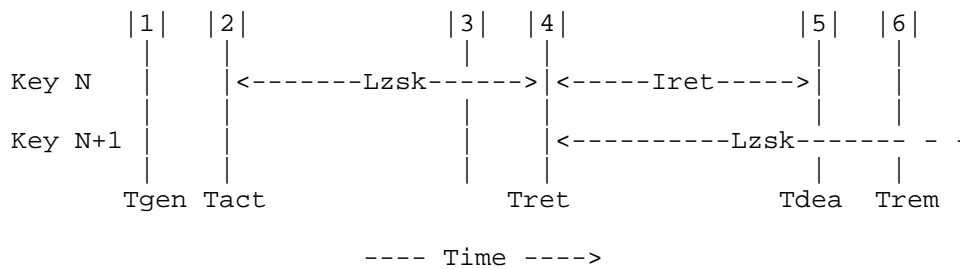 |1| |2| |3| |4| |5| |6|
| | | | | |
Key N | |<-------Lzsk------>|<-----Iret----->| |
| | | | | |
Key N+1 | | | |<----------Lzsk------- - -
| | | | | |
Tgen Tact Tret Tdea Trem
---- Time ---->